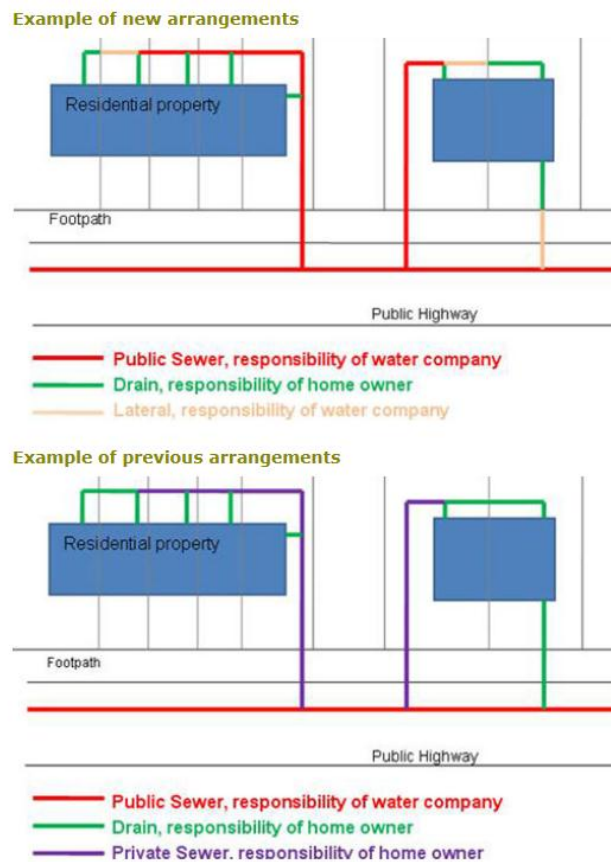 Example of new arrangements
Residential property
Footpath
Public Highway
Public Sewer, responsibility of water company
Drain, responsibility of home owner
Lateral, responsibility of water company
Example of previous arrangements
Residential property
Footpath
Public Highway
Public Sewer, responsibility of water company
Drain, responsibility of home owner
Private Sewer, responsibility of home owner